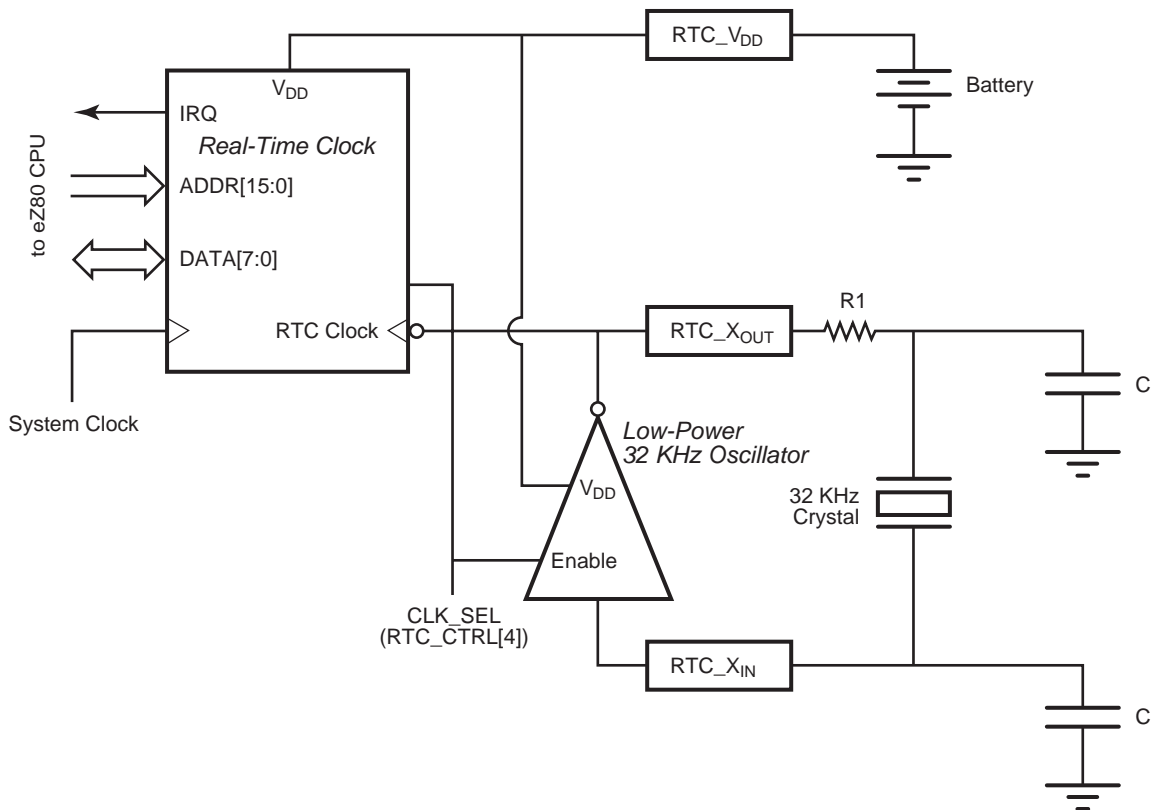 RTC_VDD
VDD
Battery
IRQ
Real-Time Clock
to eZ80 CPU
ADDR[15:0]
DATA[7:0]
R1
RTC Clock
RTC_XOUT
C
System Clock
Low-Power
32 KHz Oscillator
VDD
32 KHz
Crystal
Enable
CLK_SEL
(RTC_CTRL[4])
RTC_XIN
C